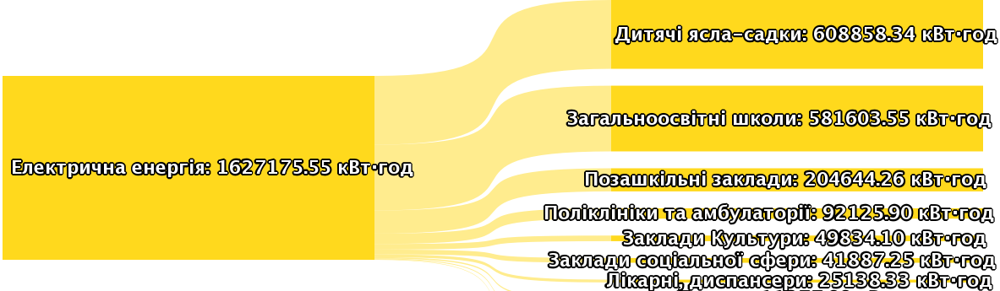 Дитячі ясла-садки: 608858.34 кВт·год
Загальноосвітні школи: 581603.55 кВт·год
Електрична енергія: 1627175.55 кВт·год
Позашкільні заклади: 204644.26 кВт·год
Поліклініки та амбулаторії: 92125.90 кВт·год
Заклади Культури: 49834.10 кВт·год
Заклади соціальної сфери: 41887.25 кВт·год
Лікарні, диспансери: 25138.33 кВт·год